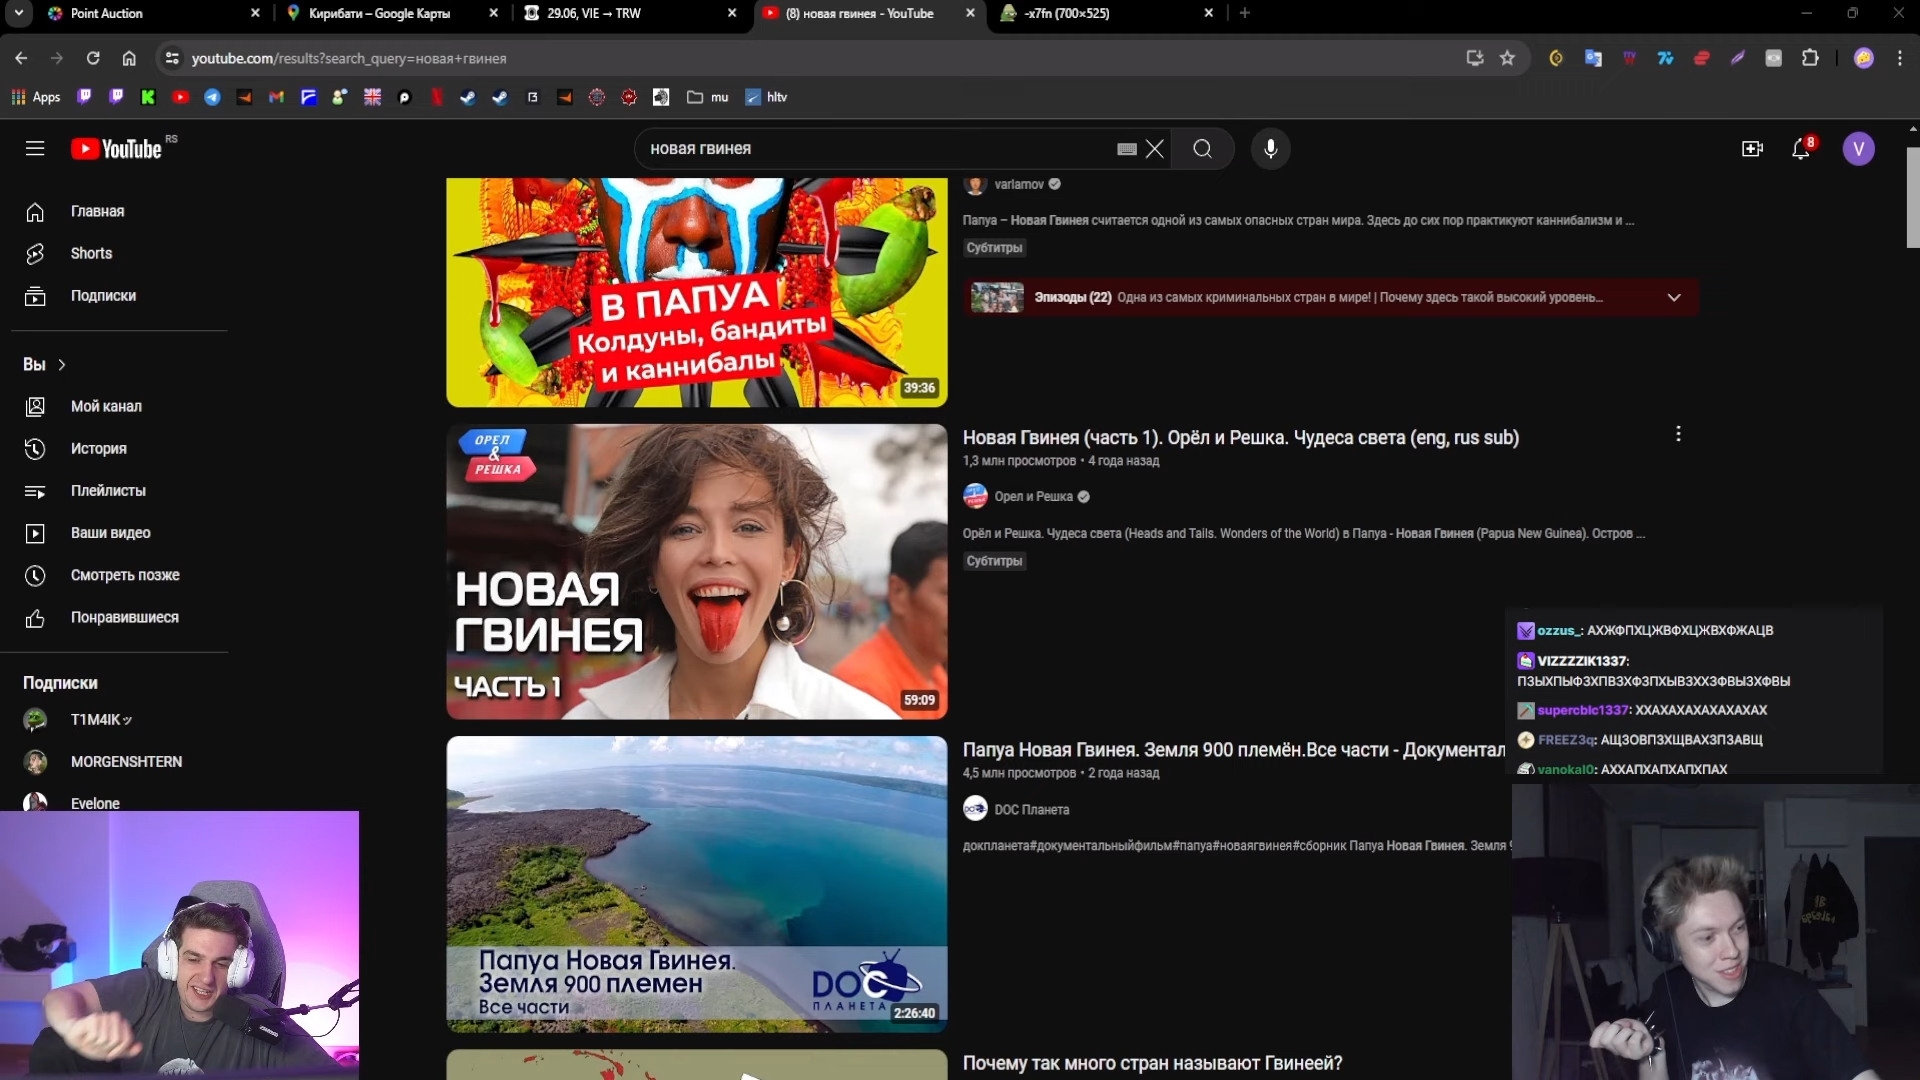 Point Auction
Кирибати – Google Карты
29.06, VIE → TRW
(8) новая гвинея - YouTube
-x7fn (700×525)
youtube.com/results?search_query=новая+гвинея
Apps
mu
hltv
YouTube
RS
новая гвинея
8
V
Главная
Shorts
Подписки
Вы
Мой канал
История
Плейлисты
Ваши видео
Смотреть позже
Понравившиеся
Подписки
T1M4IKツ
MORGENSHTERN
Evelone
В ПАПУА
Колдуны, бандиты
и каннибалы
39:36
varlamov
Папуа – Новая Гвинея считается одной из самых опасных стран мира. Здесь до сих пор практикуют каннибализм и ...
Субтитры
Эпизоды (22) Одна из самых криминальных стран в мире! | Почему здесь такой высокий уровень...
ОРЕЛ
&
РЕШКА
НОВАЯ
ГВИНЕЯ
ЧАСТЬ 1
59:09
Новая Гвинея (часть 1). Орёл и Решка. Чудеса света (eng, rus sub)
1,3 млн просмотров • 4 года назад
Орел и Решка
Орёл и Решка. Чудеса света (Heads and Tails. Wonders of the World) в Папуа - Новая Гвинея (Papua New Guinea). Остров ...
Субтитры
Папуа Новая Гвинея.
Земля 900 племен
Все части
DOC
ПЛАНЕТА
2:26:40
Папуа Новая Гвинея. Земля 900 племён.Все части - Документал
4,5 млн просмотров • 2 года назад
DOC Планета
докпланета#документальныйфильм#папуа#новаягвинея#сборник Папуа Новая Гвинея. Земля
Почему так много стран называют Гвинеей?
ozzus_: АХЖФПХЦЖВФХЦЖВХФЖАЦВ
VIZZZZIK1337:
ПЗЫХПЫФЗХПВЗХФЗПХЫВЗХХЗФВЫЗХФВЫ
supercblc1337: ХХАХАХАХАХАХАХАХ
FREEZ3q: АЩЗОВПЗХЩВАХЗПЗАВЩ
vanokal0: АХХАПХАПХАПХПАХ